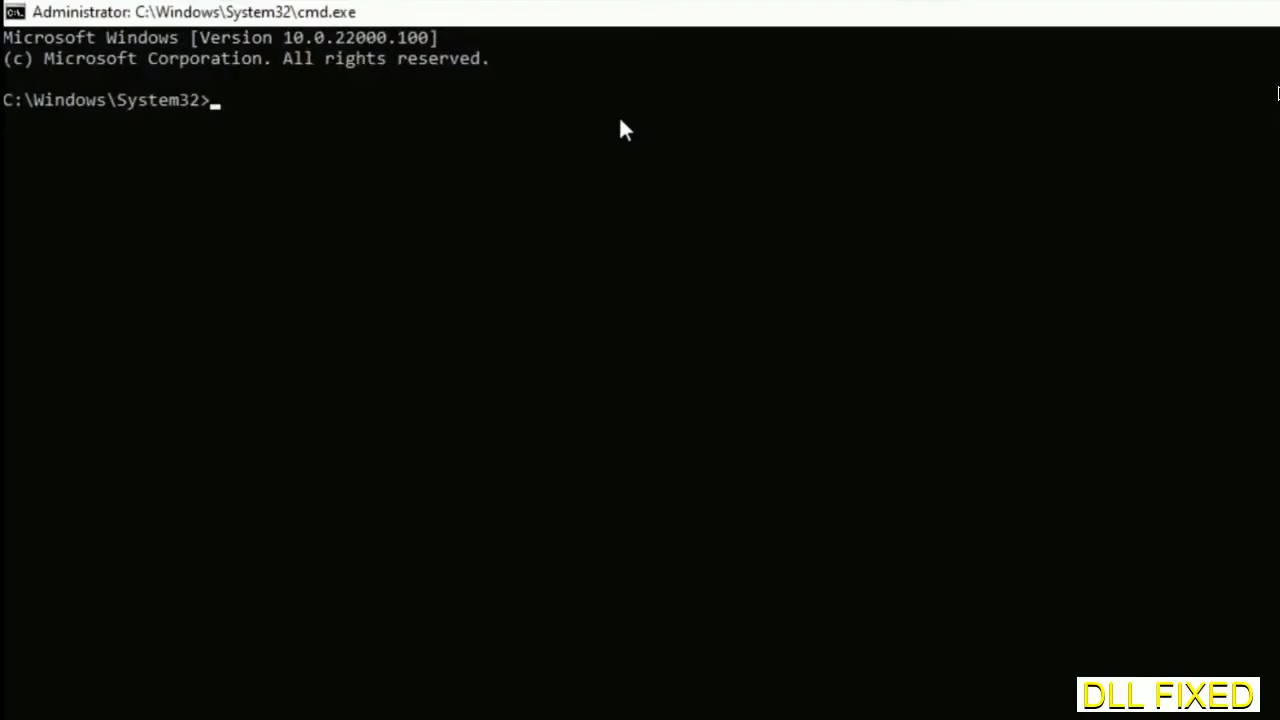 Administrator: C:\Windows\System32\cmd.exe
Microsoft Windows [Version 10.0.22000.100]
(c) Microsoft Corporation. All rights reserved.
C:\Windows\System32>
DLL FIXED